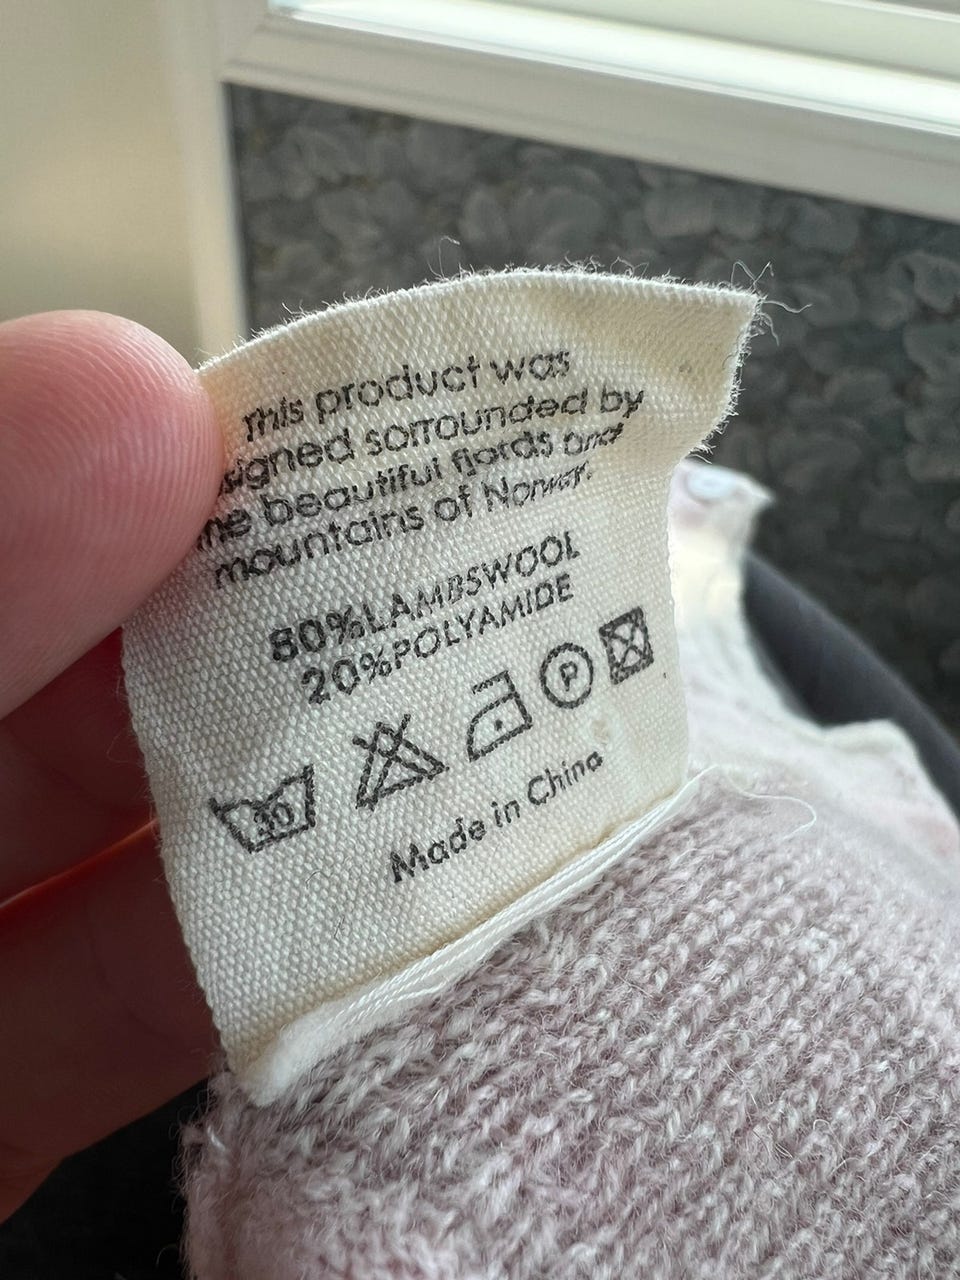 This product was
signed sorrounded by
he beautiful fjords and
mountains of Norway.
80%LAMBSWOOL
20%POLYAMIDE
30
P
Made in China